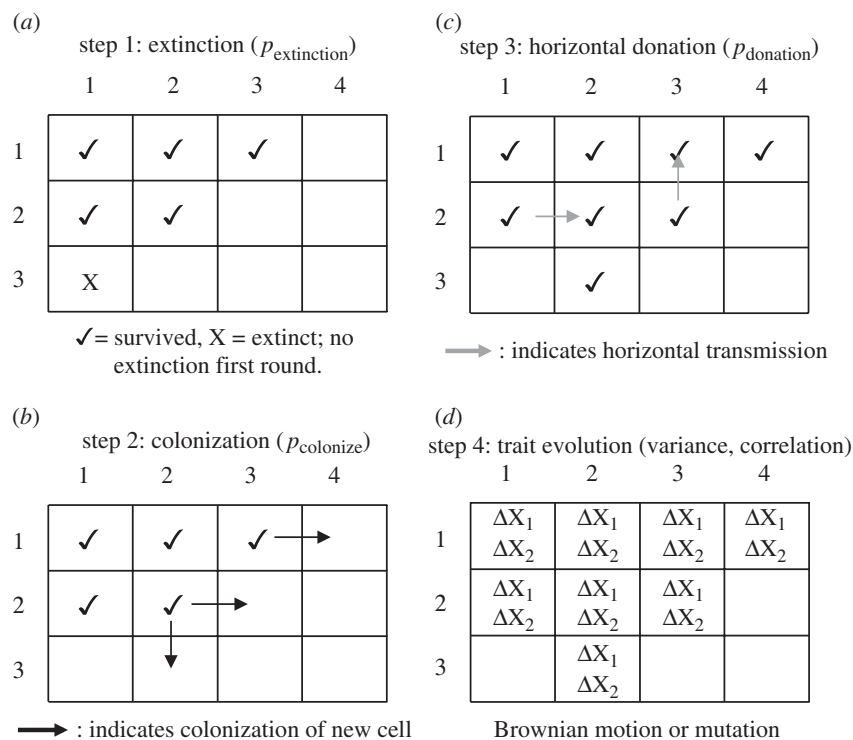 (a)
step 1: extinction (p_extinction)
1 2 3 4
1 ✓ ✓ ✓
2 ✓ ✓
3 X
✓= survived, X = extinct; no
extinction first round.
(b)
step 2: colonization (p_colonize)
1 2 3 4
1 ✓ ✓ ✓
2 ✓ ✓
3
: indicates colonization of new cell
(c)
step 3: horizontal donation (p_donation)
1 2 3 4
1 ✓ ✓ ✓ ✓
2 ✓ ✓ ✓
3 ✓
: indicates horizontal transmission
(d)
step 4: trait evolution (variance, correlation)
1 2 3 4
1 ΔX₁ ΔX₁ ΔX₁ ΔX₁
ΔX₂ ΔX₂ ΔX₂ ΔX₂
2 ΔX₁ ΔX₁ ΔX₁
ΔX₂ ΔX₂ ΔX₂
3 ΔX₁
ΔX₂
Brownian motion or mutation